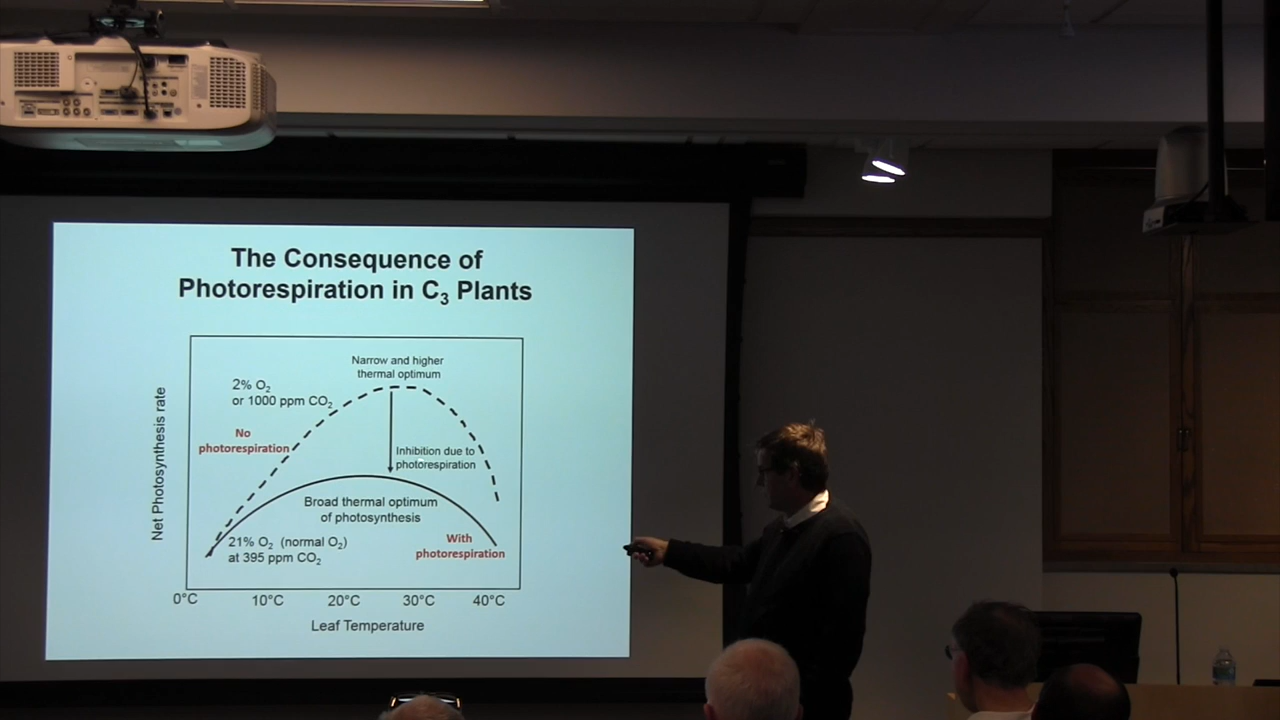 The Consequence of
Photorespiration in C₃ Plants
Narrow and higher
thermal optimum
2% O₂
or 1000 ppm CO₂
No
photorespiration
Inhibition due to
photorespiration
Broad thermal optimum
of photosynthesis
21% O₂ (normal O₂)
at 395 ppm CO₂
With
photorespiration
Net Photosynthesis rate
0°C 10°C 20°C 30°C 40°C
Leaf Temperature